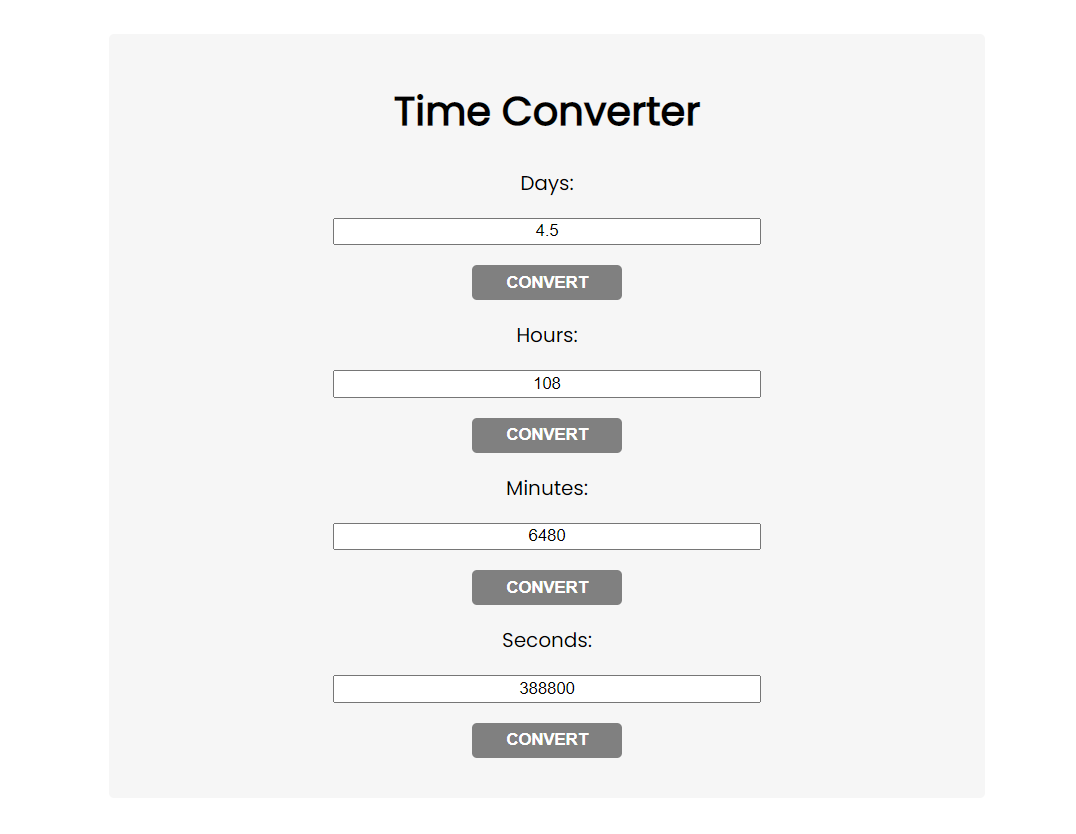 Time Converter
Days:
4.5
CONVERT
Hours:
108
CONVERT
Minutes:
6480
CONVERT
Seconds:
388800
CONVERT